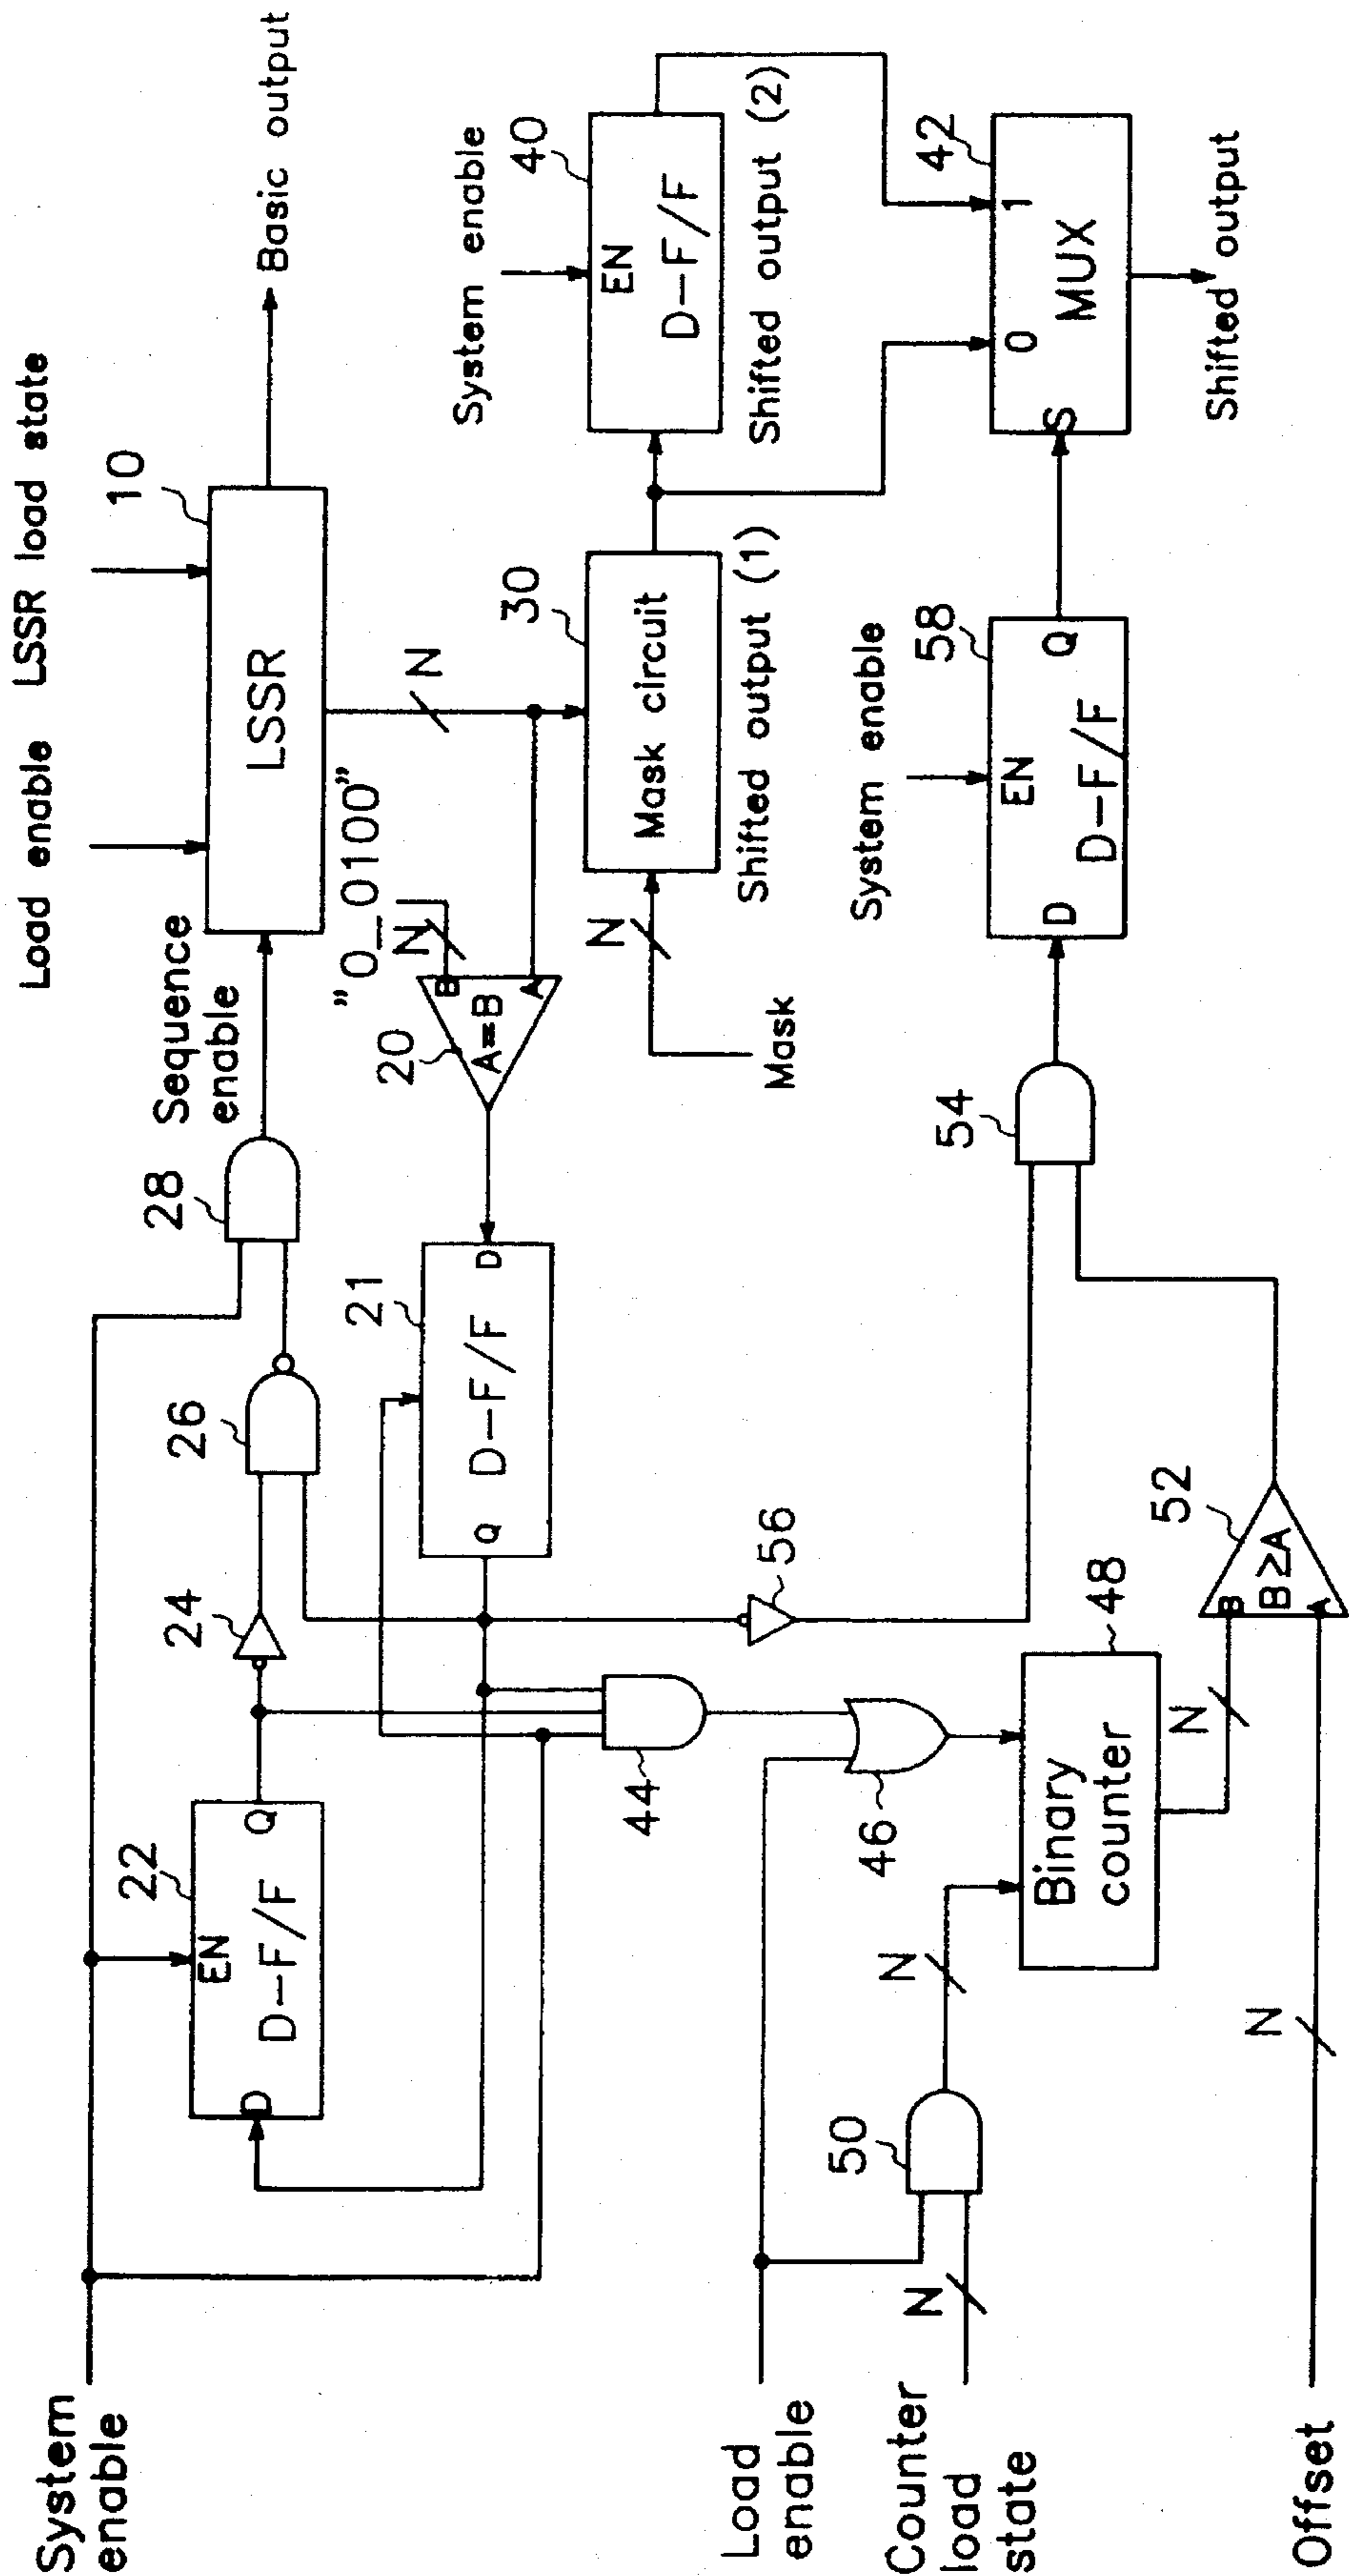 System
enable
22
EN
D
Q
D-F/F
24
26
28
Sequence
enable
Load enable
LSSR load state
10
LSSR
Basic output
N
"0_0100"
N
B
A=B
A
20
21
D
D-F/F
Q
30
Mask circuit
N
Mask
Shifted output (1)
System enable
40
EN
D-F/F
Shifted output (2)
42
0
1
MUX
S
Shifted output
System enable
58
EN
D
Q
D-F/F
54
56
44
46
48
Binary
counter
N
N
50
N
Load
enable
Counter
load
state
52
B
B≥A
A
N
Offset